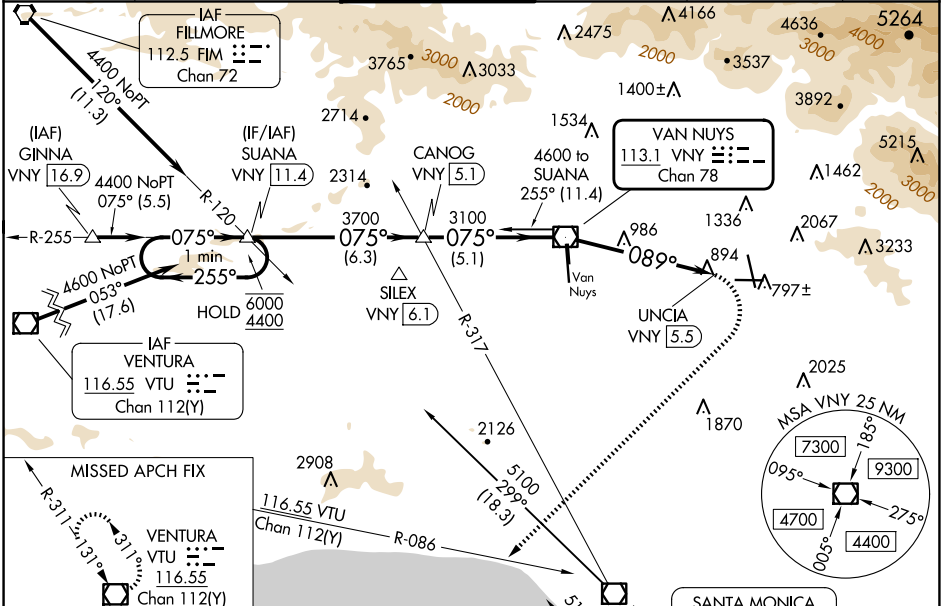 IAF
FILLMORE
112.5 FIM
Chan 72
4400 NoPT
120°
(11.3)
R-120
(IAF)
GINNA
VNY 16.9
4400 NoPT
075° (5.5)
R-255
(IF/IAF)
SUANA
VNY 11.4
075°
1 min
255°
HOLD 6000
4400
4600 NoPT
053°
(17.6)
IAF
VENTURA
116.55 VTU
Chan 112(Y)
3700
075°
(6.3)
CANOG
VNY 5.1
3100
075°
(5.1)
SILEX
VNY 6.1
R-317
4600 to
SUANA
255° (11.4)
VAN NUYS
113.1 VNY
Chan 78
Van
Nuys
089°
UNCIA
VNY 5.5
3765
3033
3000
2000
2714
2314
2475
4166
2000
3537
4636
3000
4000
5264
1400±
3892
1534
5215
1462
2000
3000
1336
2067
3233
986
894
797±
2025
1870
2126
2908
5100
299°
(18.3)
116.55 VTU
Chan 112(Y)
R-086
MISSED APCH FIX
R-311
131°
311°
VENTURA
VTU
116.55
Chan 112(Y)
MSA VNY 25 NM
7300
185°
9300
095°
275°
4700
4400
005°
SANTA MONICA